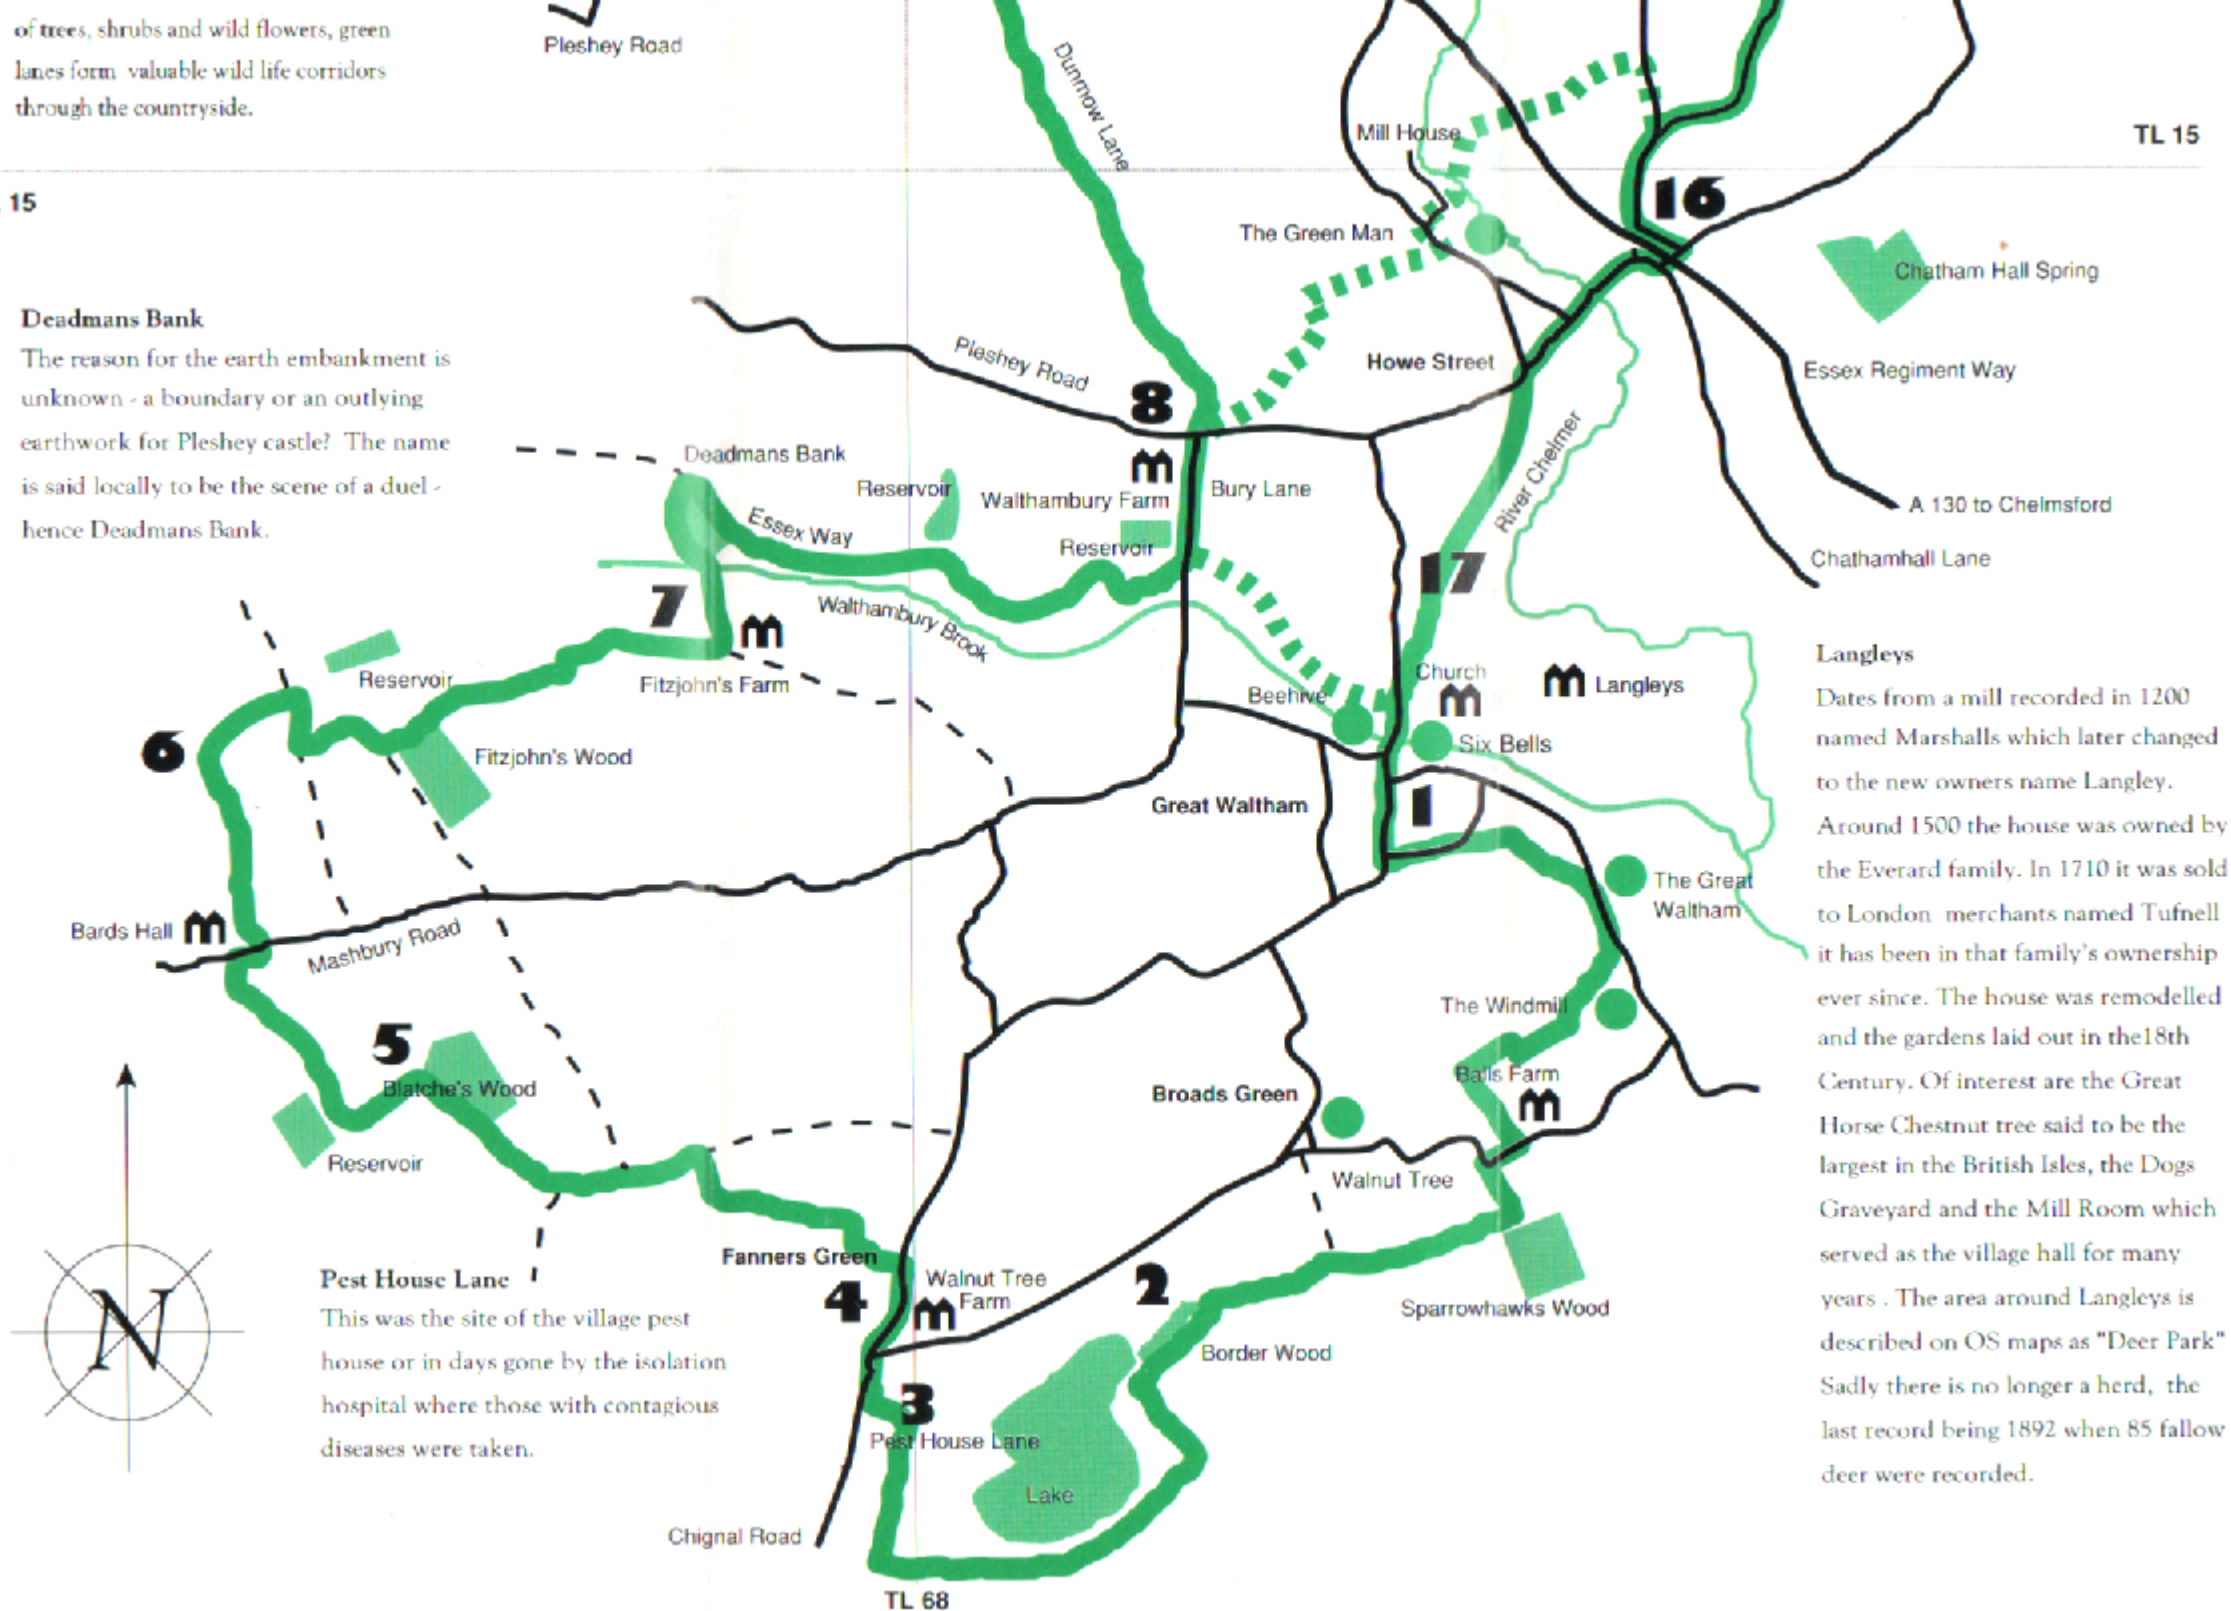 of trees, shrubs and wild flowers, green
lanes form valuable wild life corridors
through the countryside.
Pleshey Road
Dunmow Lane
Mill House
TL 15
15
16
The Green Man
Chatham Hall Spring
Deadmans Bank
The reason for the earth embankment is
unknown - a boundary or an outlying
earthwork for Pleshey castle? The name
is said locally to be the scene of a duel -
hence Deadmans Bank.
Pleshey Road
Howe Street
Essex Regiment Way
8
Deadmans Bank
Reservoir
Walthambury Farm
Bury Lane
River Chelmer
A 130 to Chelmsford
Essex Way
Reservoir
Chathamhall Lane
17
7
Walthambury Brook
Reservoir
Fitzjohn's Farm
Church
Beehive
Langleys
Six Bells
6
Fitzjohn's Wood
Great Waltham
1
The Great
Waltham
Bards Hall
Mashbury Road
The Windmill
5
Blatche's Wood
Balls Farm
Broads Green
Reservoir
Walnut Tree
Fanners Green
4
Walnut Tree
Farm
2
Sparrowhawks Wood
Border Wood
3
Pest House Lane
Lake
Chignal Road
TL 68
N
Pest House Lane
This was the site of the village pest
house or in days gone by the isolation
hospital where those with contagious
diseases were taken.
Langleys
Dates from a mill recorded in 1200
named Marshalls which later changed
to the new owners name Langley.
Around 1500 the house was owned by
the Everard family. In 1710 it was sold
to London merchants named Tufnell
it has been in that family's ownership
ever since. The house was remodelled
and the gardens laid out in the18th
Century. Of interest are the Great
Horse Chestnut tree said to be the
largest in the British Isles, the Dogs
Graveyard and the Mill Room which
served as the village hall for many
years . The area around Langleys is
described on OS maps as "Deer Park"
Sadly there is no longer a herd, the
last record being 1892 when 85 fallow
deer were recorded.